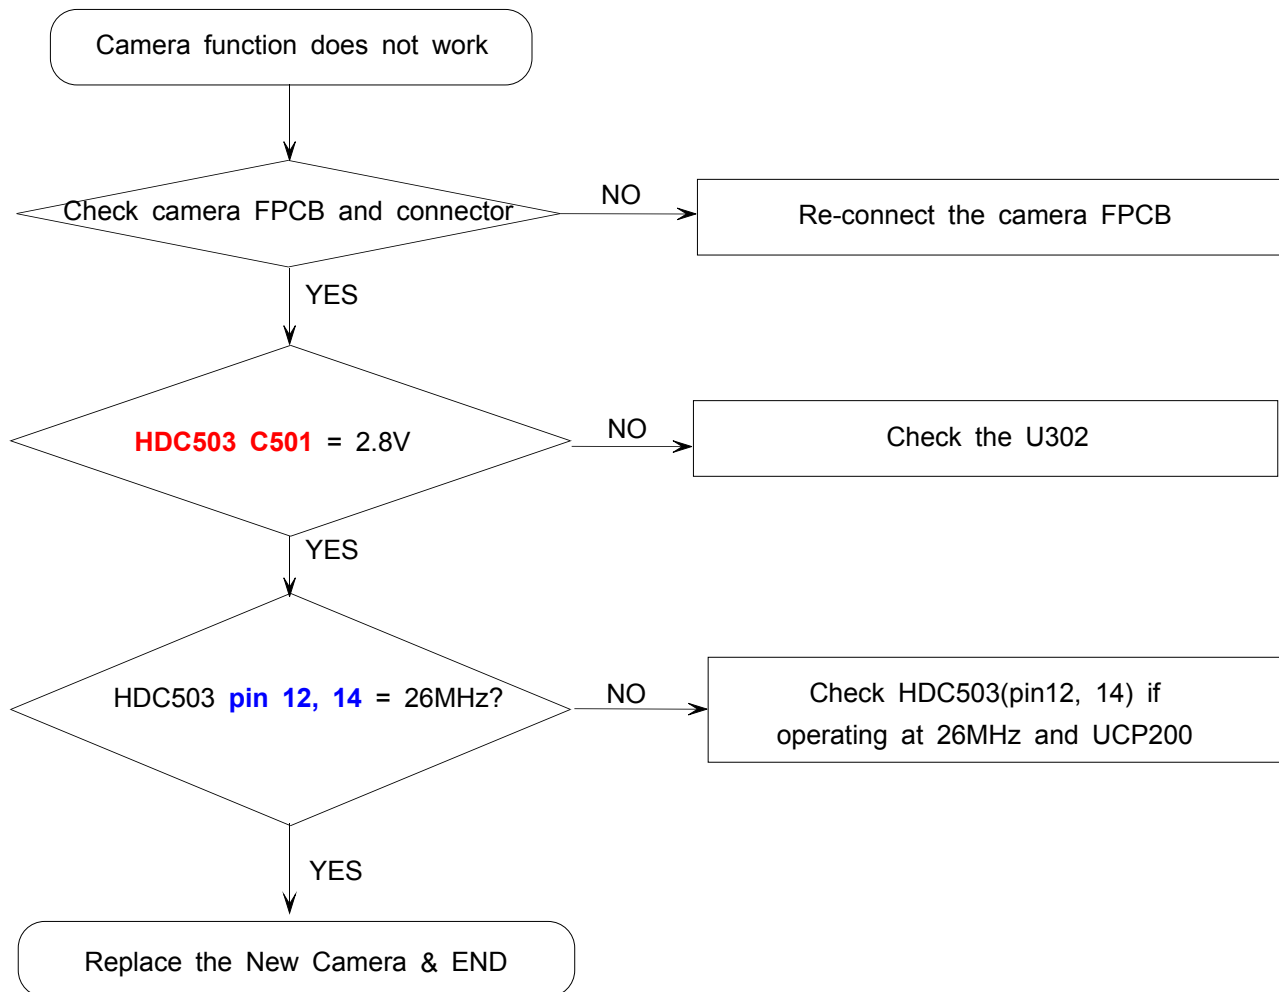 Camera function does not work
Check camera FPCB and connector
NO
Re-connect the camera FPCB
YES
HDC503 C501 = 2.8V
NO
Check the U302
YES
HDC503 pin 12, 14 = 26MHz?
NO
Check HDC503(pin12, 14) if
operating at 26MHz and UCP200
YES
Replace the New Camera & END